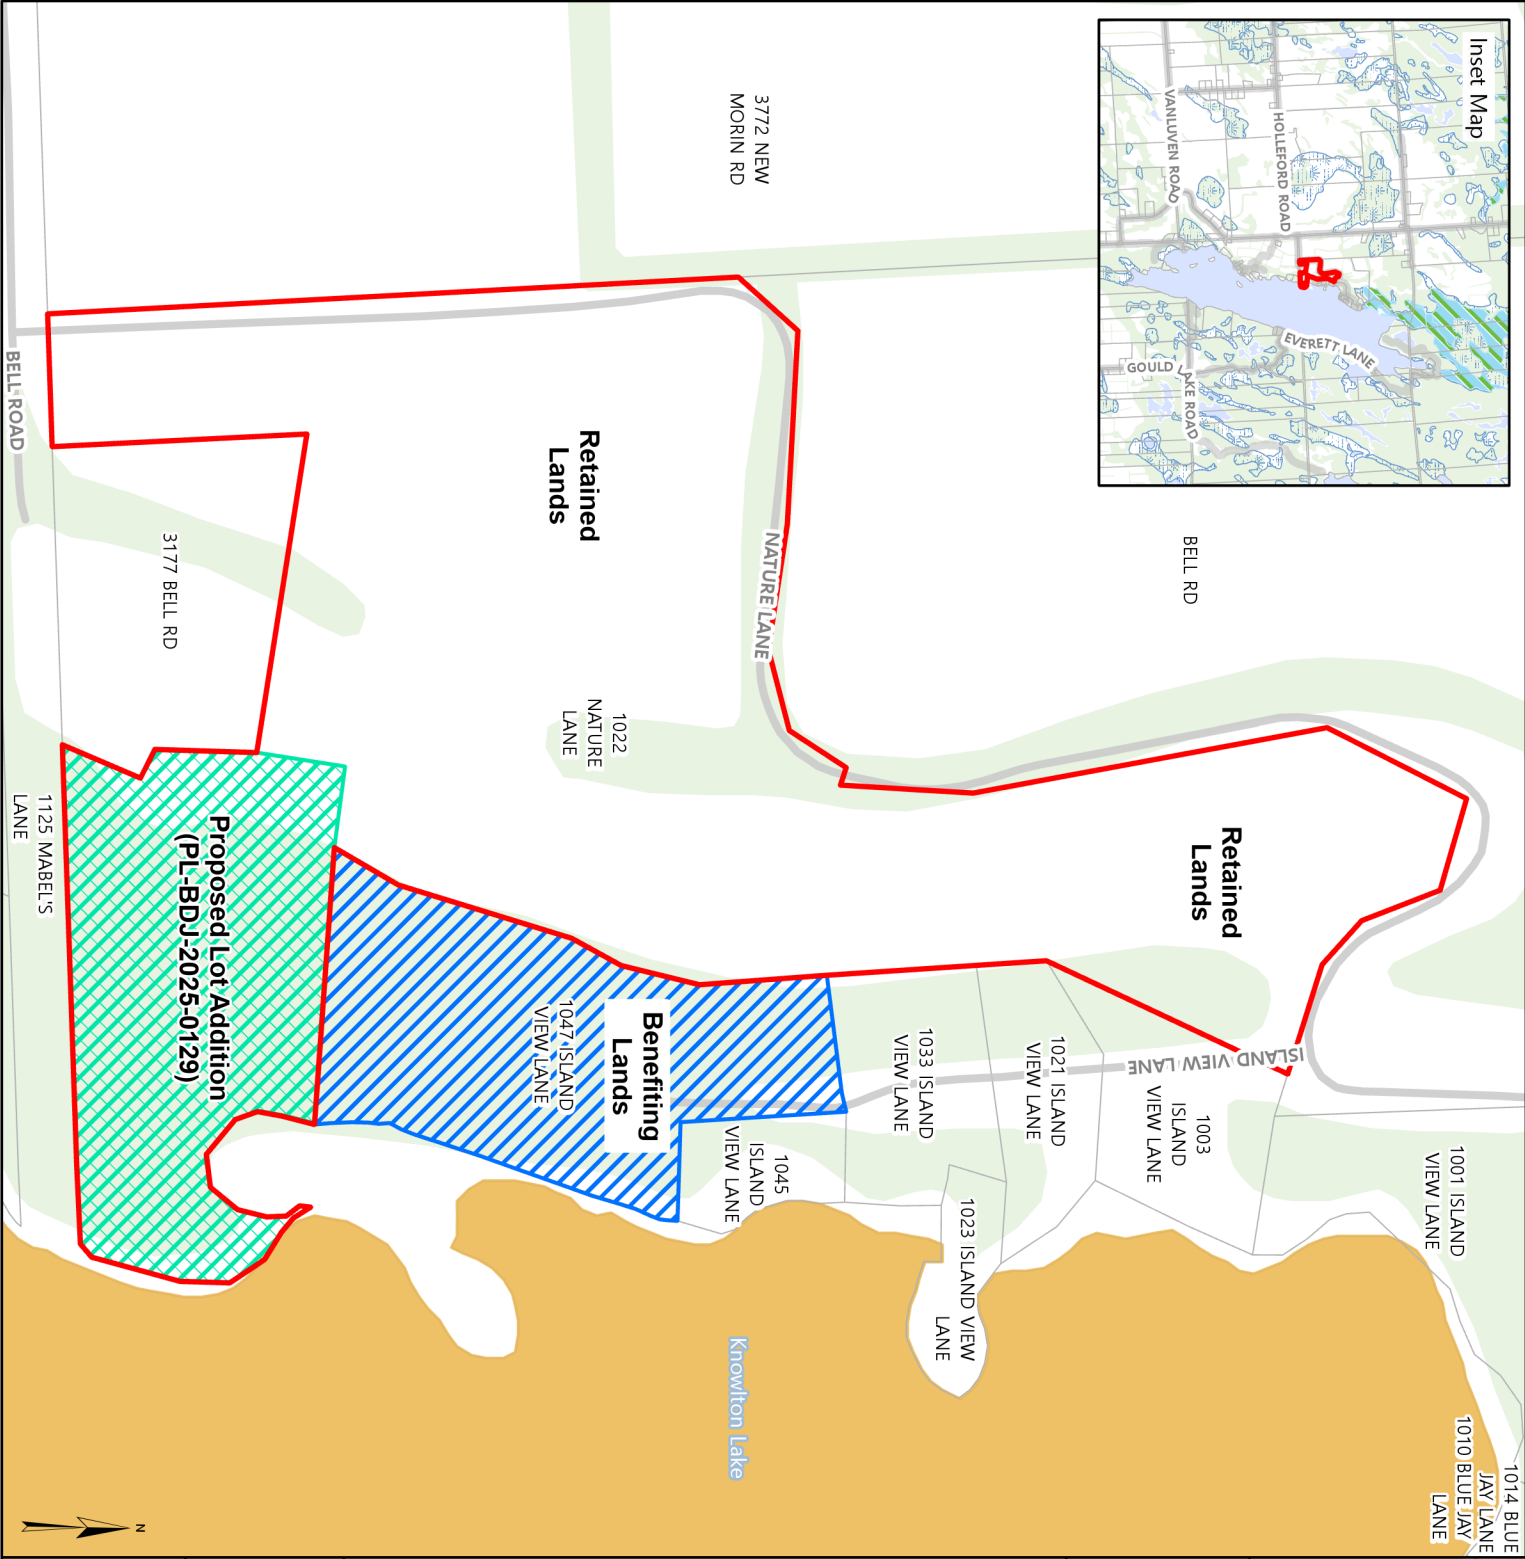 Inset Map
HOLLEFORD ROAD
VANLUVEN ROAD
EVERETT LANE
GOULD LAKE ROAD
3772 NEW
MORIN RD
BELL RD
BELL ROAD
3177 BELL RD
Retained
Lands
NATURE LANE
1022
NATURE
LANE
Retained
Lands
1125 MABEL'S
LANE
Proposed Lot Addition
(PL-BDJ-2025-0129)
Benefiting
Lands
1047 ISLAND
VIEW LANE
ISLAND VIEW LANE
1033 ISLAND
VIEW LANE
1021 ISLAND
VIEW LANE
1003
ISLAND
VIEW LANE
1001 ISLAND
VIEW LANE
1045
ISLAND
VIEW LANE
1023 ISLAND VIEW
LANE
Knowlton Lake
1014 BLUE
JAY LANE
1010 BLUE JAY
LANE
N